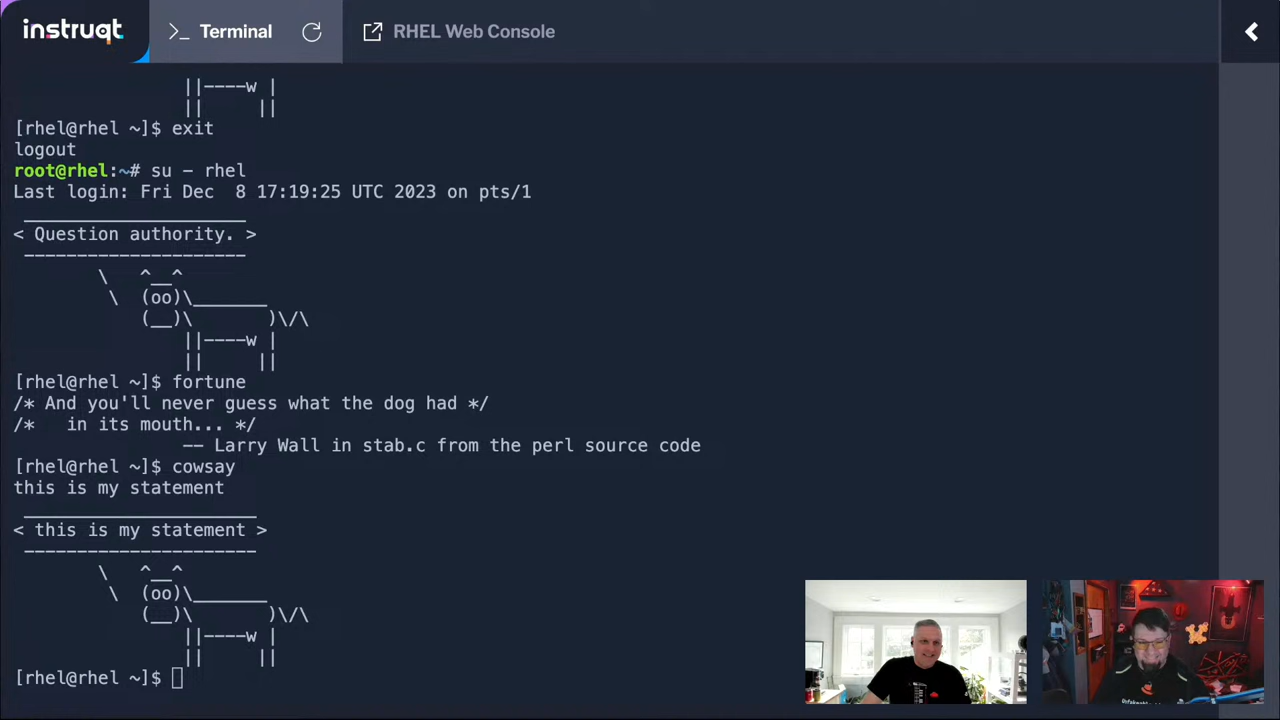 instruqt
>_ Terminal
RHEL Web Console
||----w |
||     ||
[rhel@rhel ~]$ exit
logout
root@rhel:~# su - rhel
Last login: Fri Dec  8 17:19:25 UTC 2023 on pts/1
 _____________________
< Question authority. >
 ---------------------
        \   ^__^
         \  (oo)\_______
            (__)\       )\/\
                ||----w |
                ||     ||
[rhel@rhel ~]$ fortune
/* And you'll never guess what the dog had */
/*   in its mouth... */
                -- Larry Wall in stab.c from the perl source code
[rhel@rhel ~]$ cowsay
this is my statement
 ______________________
< this is my statement >
 ----------------------
        \   ^__^
         \  (oo)\_______
            (__)\       )\/\
                ||----w |
                ||     ||
[rhel@rhel ~]$